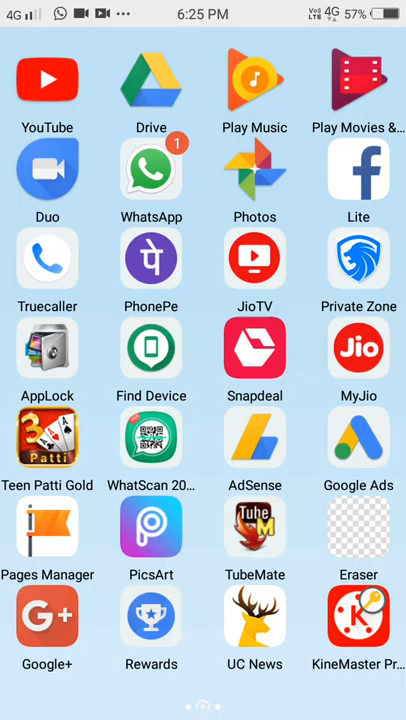 4G 6:25 PM VoD LTE 4G 57%
YouTube Drive Play Music Play Movies &...
1
Duo WhatsApp Photos Lite
पे
Truecaller PhonePe JioTV Private Zone
Jio
AppLock Find Device Snapdeal MyJio
3
Patti
Teen Patti Gold WhatScan 20... AdSense Google Ads
Tube
M
Pages Manager PicsArt TubeMate Eraser
G+
K
Google+ Rewards UC News KineMaster Pr...